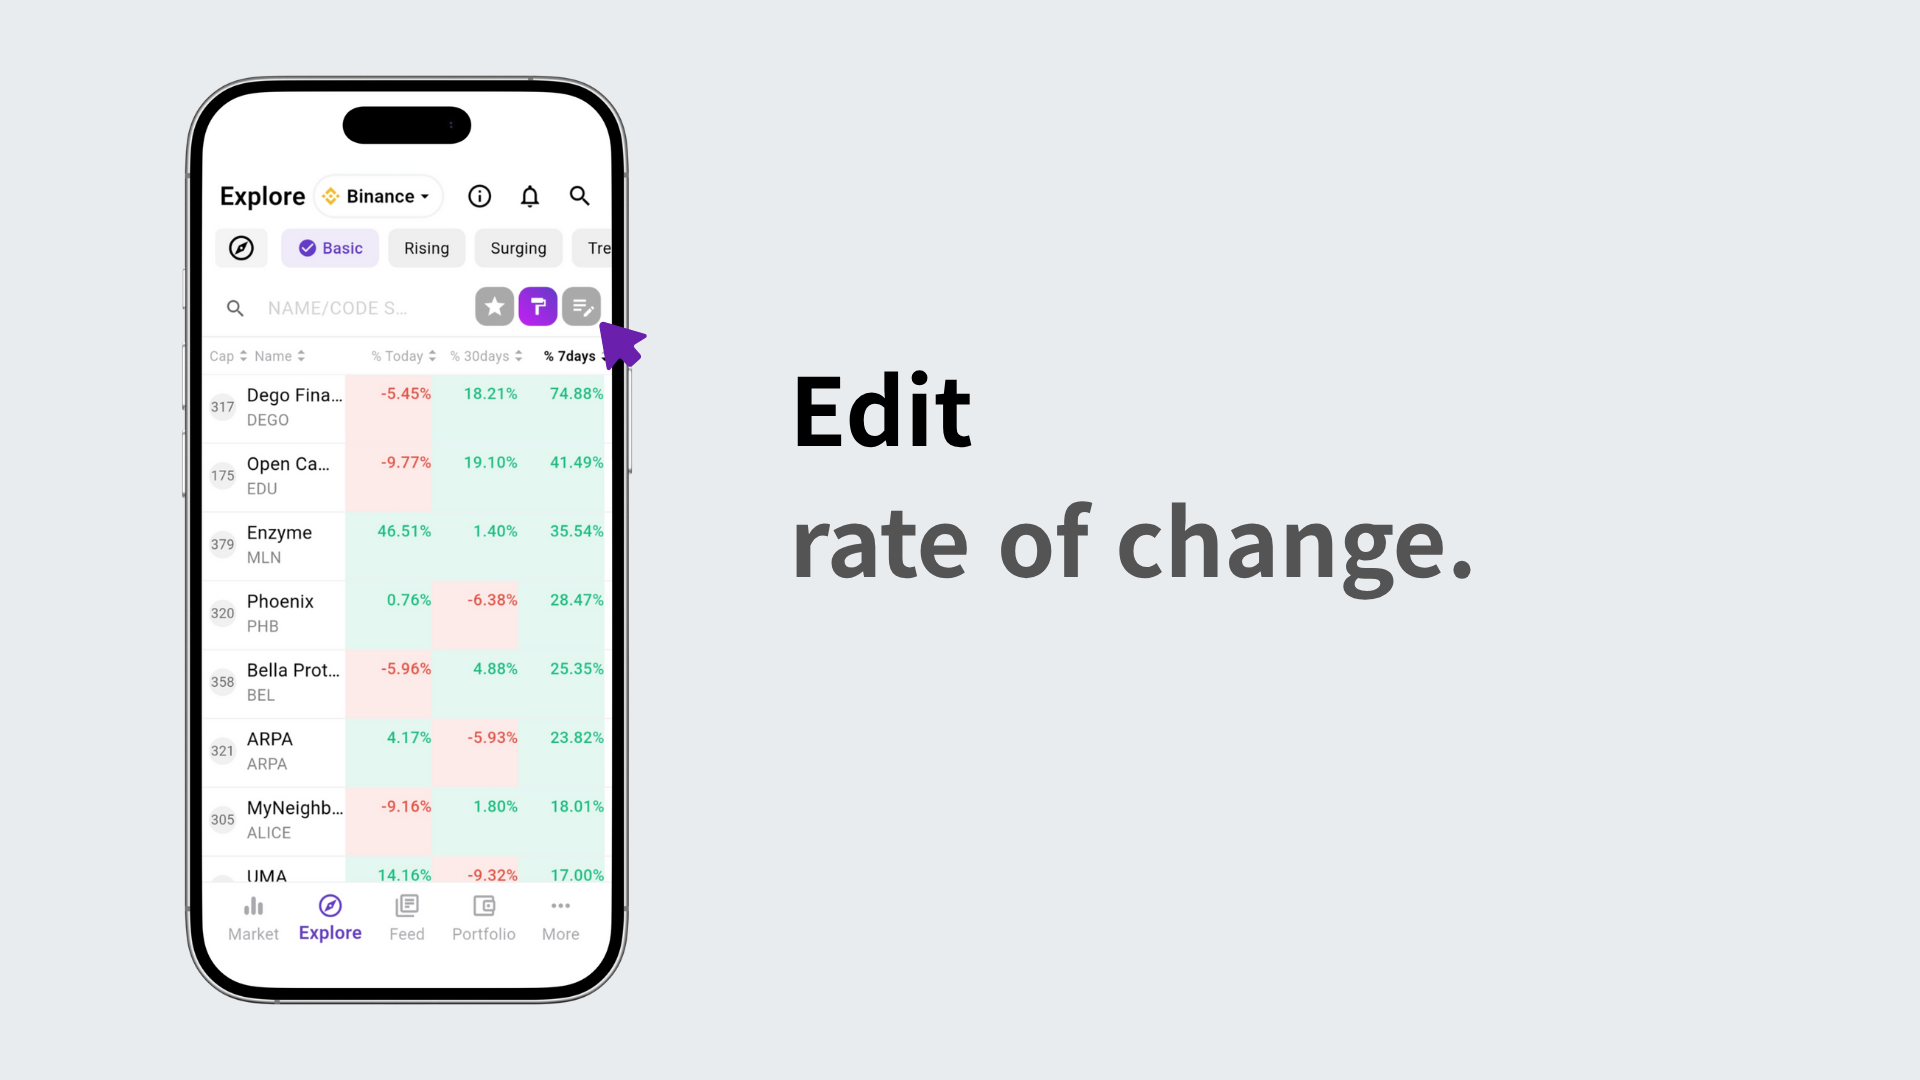 Explore Binance
Basic Rising Surging Tre
NAME/CODE S...
Cap Name % Today % 30days % 7days
317 Dego Fina... -5.45% 18.21% 74.88%
DEGO
175 Open Ca... -9.77% 19.10% 41.49%
EDU
379 Enzyme 46.51% 1.40% 35.54%
MLN
320 Phoenix 0.76% -6.38% 28.47%
PHB
358 Bella Prot... -5.96% 4.88% 25.35%
BEL
321 ARPA 4.17% -5.93% 23.82%
ARPA
305 MyNeighb... -9.16% 1.80% 18.01%
ALICE
UMA 14.16% -9.32% 17.00%
Market Explore Feed Portfolio More
Edit
rate of change.